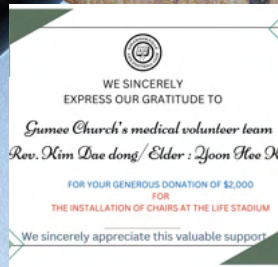 WE SINCERELY
EXPRESS OUR GRATITUDE TO
Gumee Church's medical volunteer team
Rev. Kim Dae dong/Elder : Yoon Hee
FOR YOUR GENEROUS DONATION OF $2,000
FOR
THE INSTALLATION OF CHAIRS AT THE LIFE STADIUM
We sincerely appreciate this valuable support